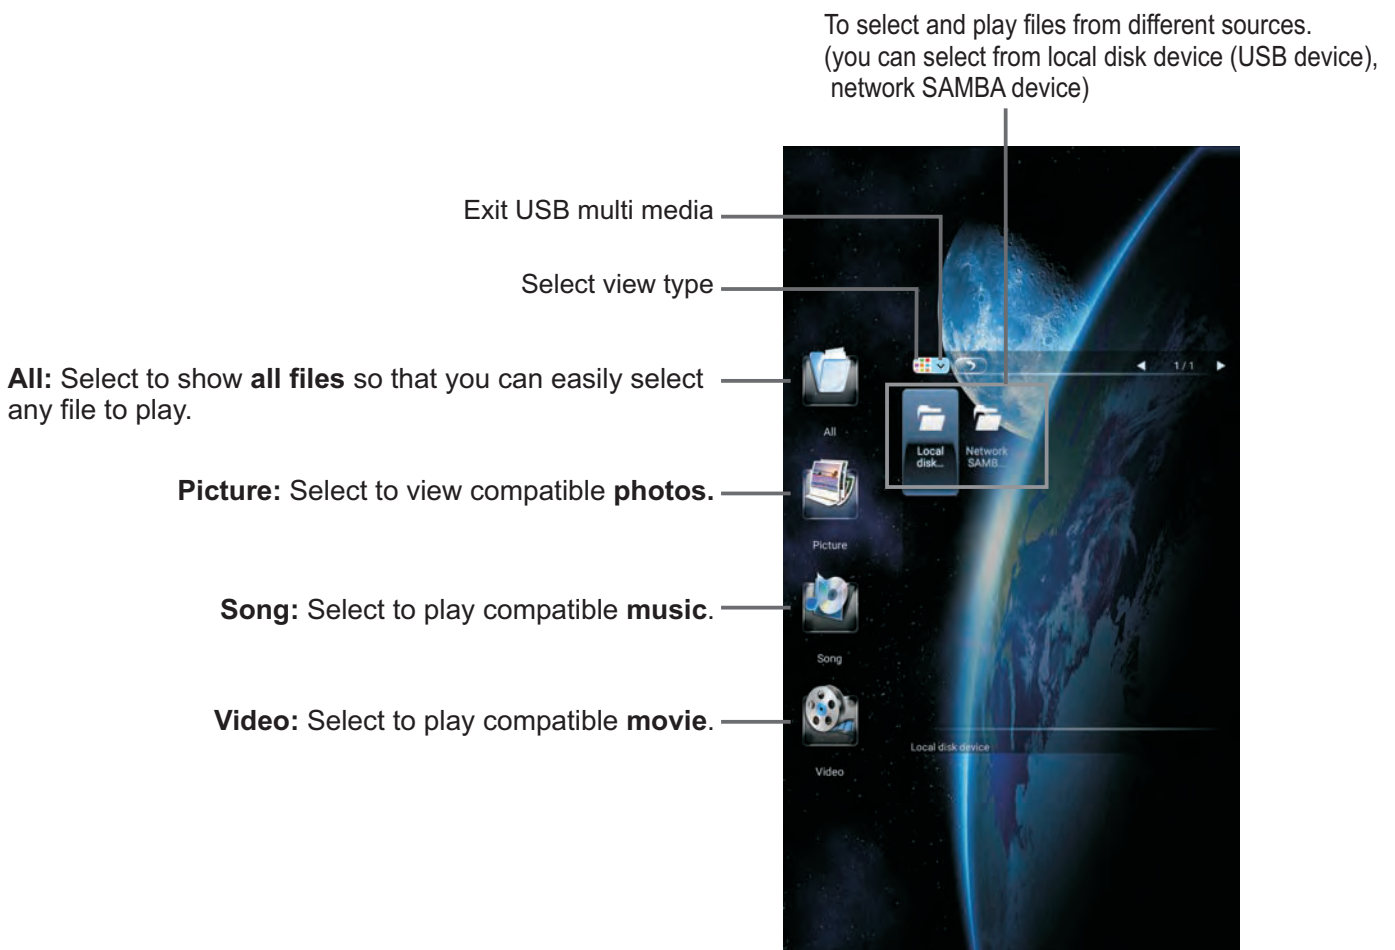 To select and play files from different sources.
(you can select from local disk device (USB device),
network SAMBA device)
Exit USB multi media
Select view type
All: Select to show all files so that you can easily select
any file to play.
Picture: Select to view compatible photos.
Song: Select to play compatible music.
Video: Select to play compatible movie.
1/1
All
Local
disk...
Network
SAMB...
Picture
Song
Local disk device
Video